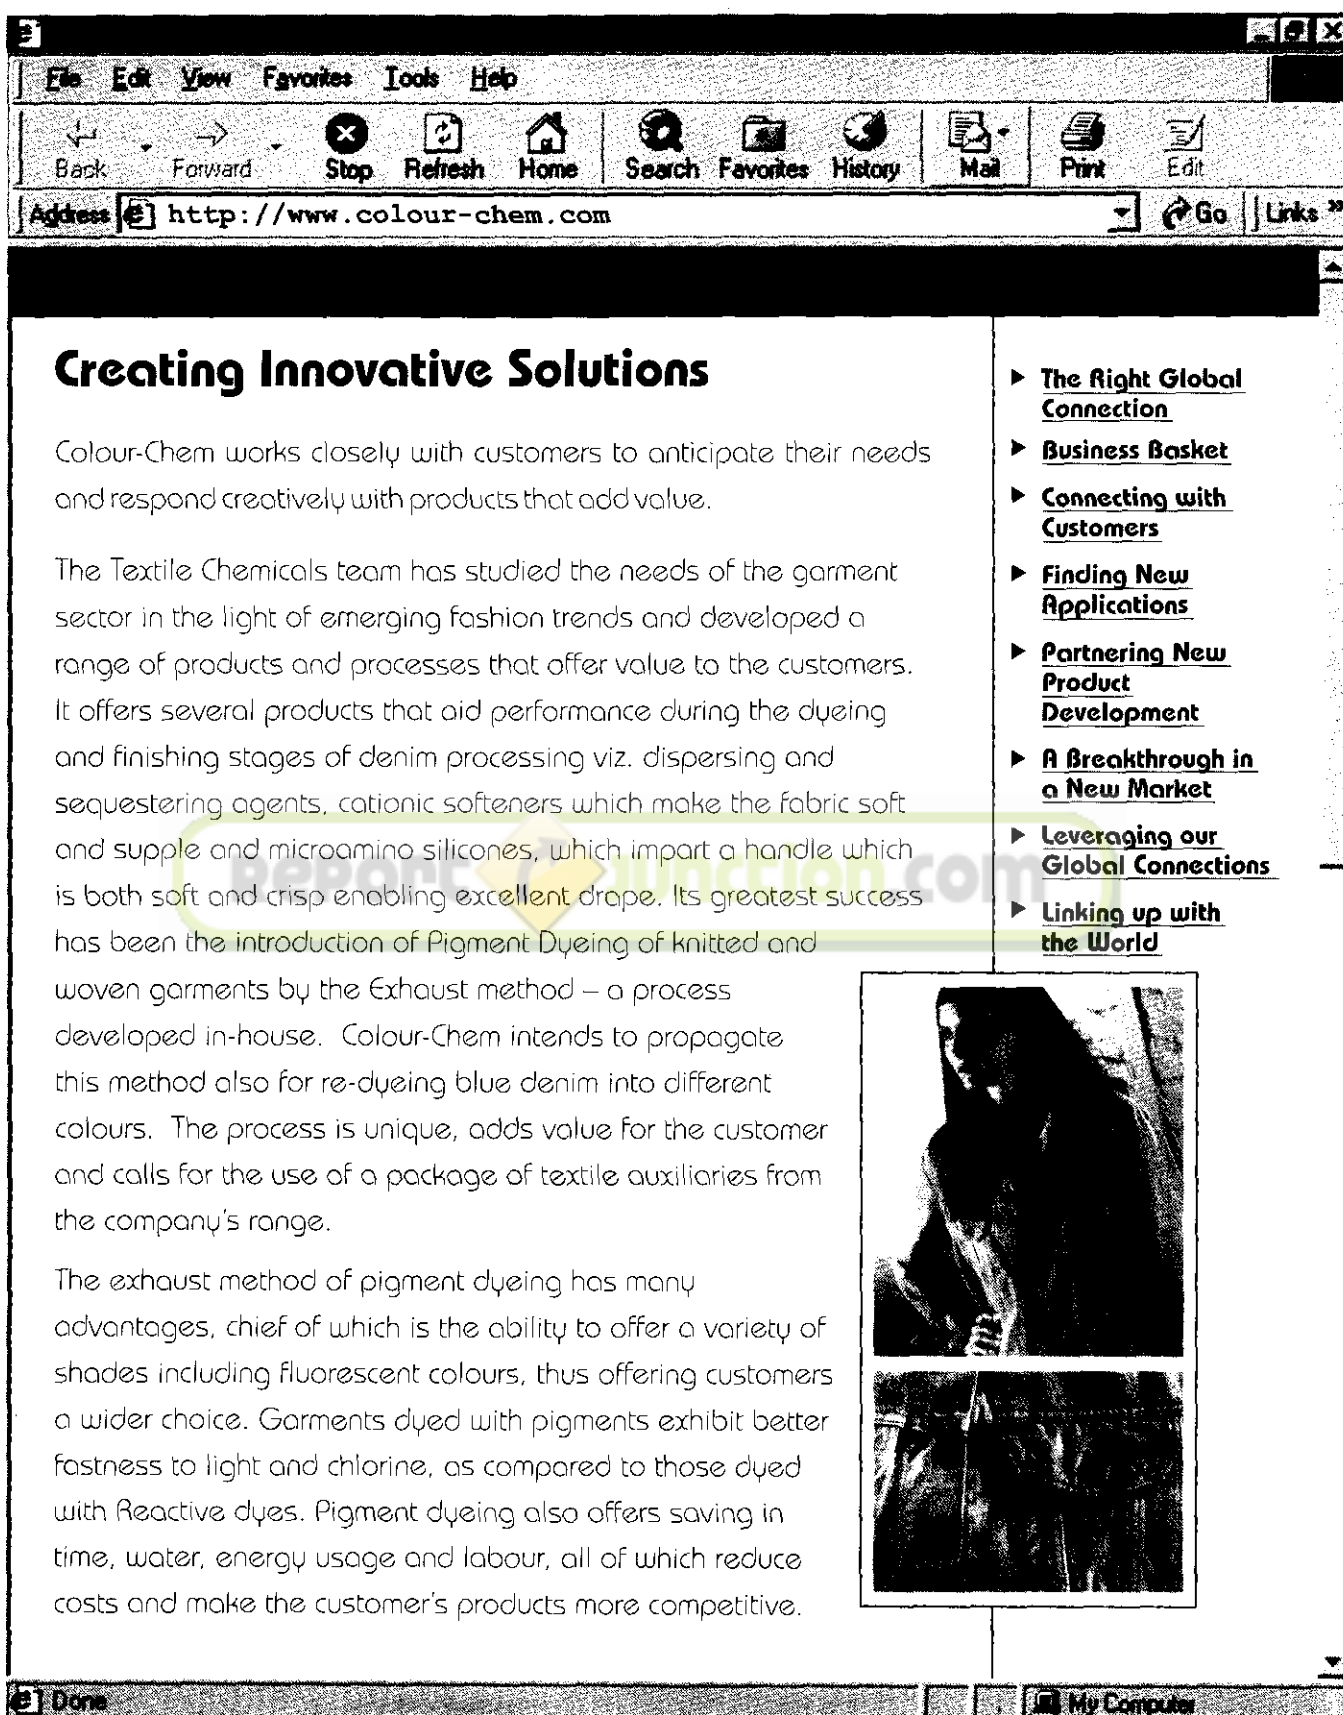 File Edit View Favorites Tools Help
Back Forward Stop Refresh Home Search Favorites History Mail Print Edit
Address http://www.colour-chem.com Go Links »
Creating Innovative Solutions
Colour-Chem works closely with customers to anticipate their needs
and respond creatively with products that add value.
The Textile Chemicals team has studied the needs of the garment
sector in the light of emerging fashion trends and developed a
range of products and processes that offer value to the customers.
It offers several products that aid performance during the dyeing
and finishing stages of denim processing viz. dispersing and
sequestering agents, cationic softeners which make the fabric soft
and supple and microamino silicones, which impart a handle which
is both soft and crisp enabling excellent drape. Its greatest success
has been the introduction of Pigment Dyeing of knitted and
woven garments by the Exhaust method – a process
developed in-house. Colour-Chem intends to propagate
this method also for re-dyeing blue denim into different
colours. The process is unique, adds value for the customer
and calls for the use of a package of textile auxiliaries from
the company's range.
The exhaust method of pigment dyeing has many
advantages, chief of which is the ability to offer a variety of
shades including fluorescent colours, thus offering customers
a wider choice. Garments dyed with pigments exhibit better
fastness to light and chlorine, as compared to those dyed
with Reactive dyes. Pigment dyeing also offers saving in
time, water, energy usage and labour, all of which reduce
costs and make the customer's products more competitive.
The Right Global
Connection
Business Basket
Connecting with
Customers
Finding New
Applications
Partnering New
Product
Development
A Breakthrough in
a New Market
Leveraging our
Global Connections
Linking up with
the World
REPORT JUNCTION.COM
Done My Computer